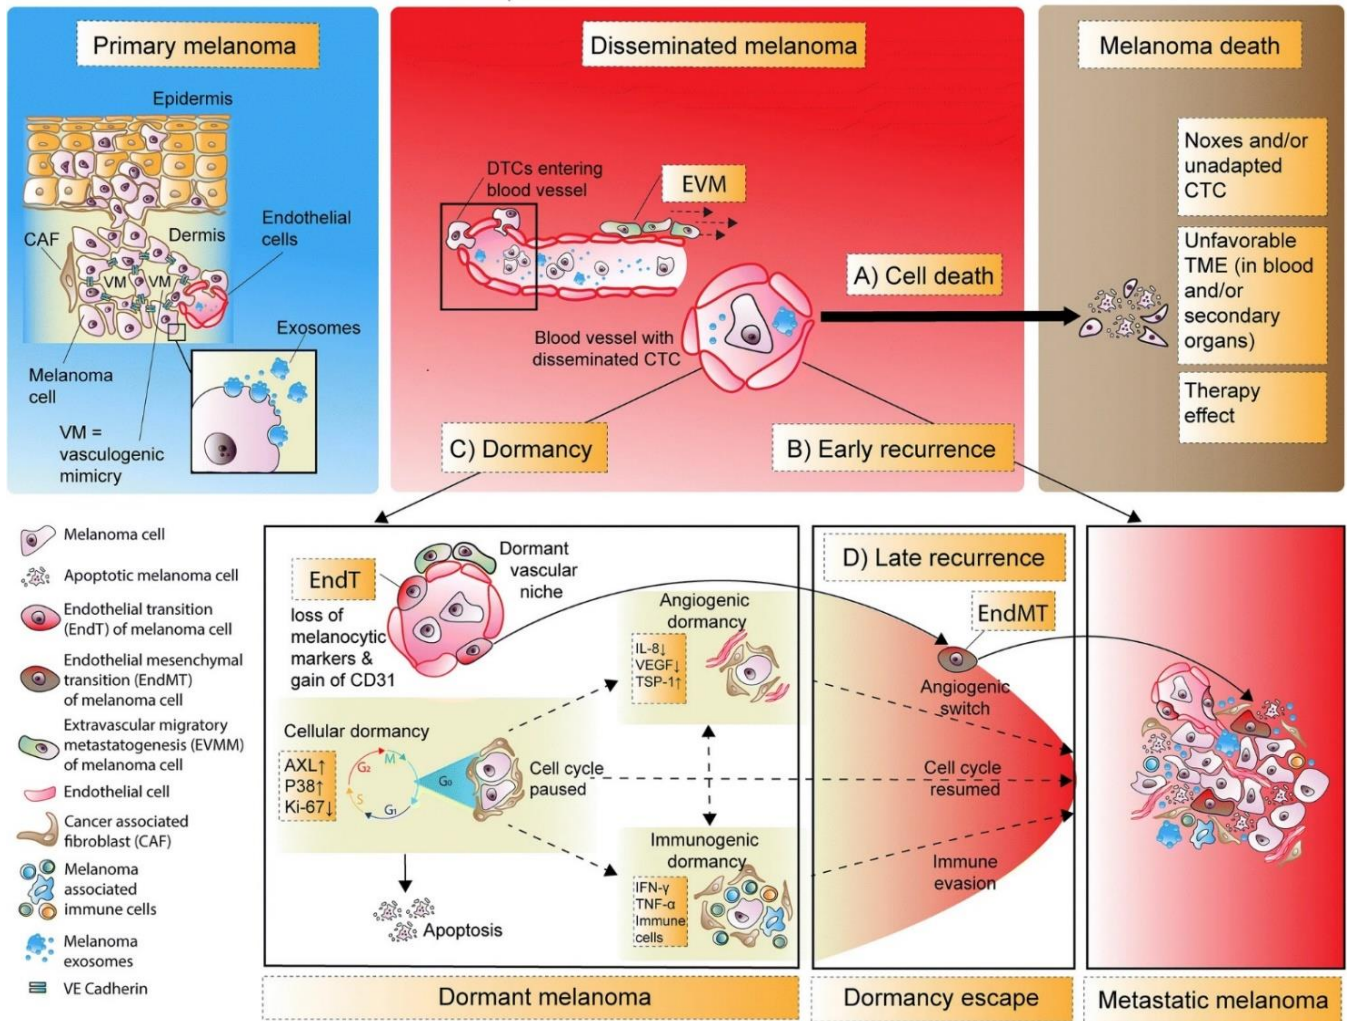 Primary melanoma
Epidermis
CAF
Dermis
Endothelial
cells
VM
VM
Exosomes
Melanoma
cell
VM =
vasculogenic
mimicry
Disseminated melanoma
DTCs entering
blood vessel
EVM
A) Cell death
Blood vessel with
disseminated CTC
C) Dormancy
B) Early recurrence
Melanoma death
Noxes and/or
unadapted
CTC
Unfavorable
TME (in blood
and/or
secondary
organs)
Therapy
effect
Melanoma cell
Apoptotic melanoma cell
Endothelial transition
(EndT) of melanoma cell
Endothelial mesenchymal
transition (EndMT)
of melanoma cell
Extravascular migratory
metastatogenesis (EVMM)
of melanoma cell
Endothelial cell
Cancer associated
fibroblast (CAF)
Melanoma
associated
immune cells
Melanoma
exosomes
VE Cadherin
EndT
loss of
melanocytic
markers &
gain of CD31
Dormant
vascular
niche
Cellular dormancy
AXL↑
P38↑
Ki-67↓
G₂
M
S
G₁
G₀
Cell cycle
paused
Apoptosis
Angiogenic
dormancy
IL-8↓
VEGF↓
TSP-1↑
Immunogenic
dormancy
IFN-γ
TNF-α
Immune
cells
D) Late recurrence
EndMT
Angiogenic
switch
Cell cycle
resumed
Immune
evasion
Dormant melanoma
Dormancy escape
Metastatic melanoma